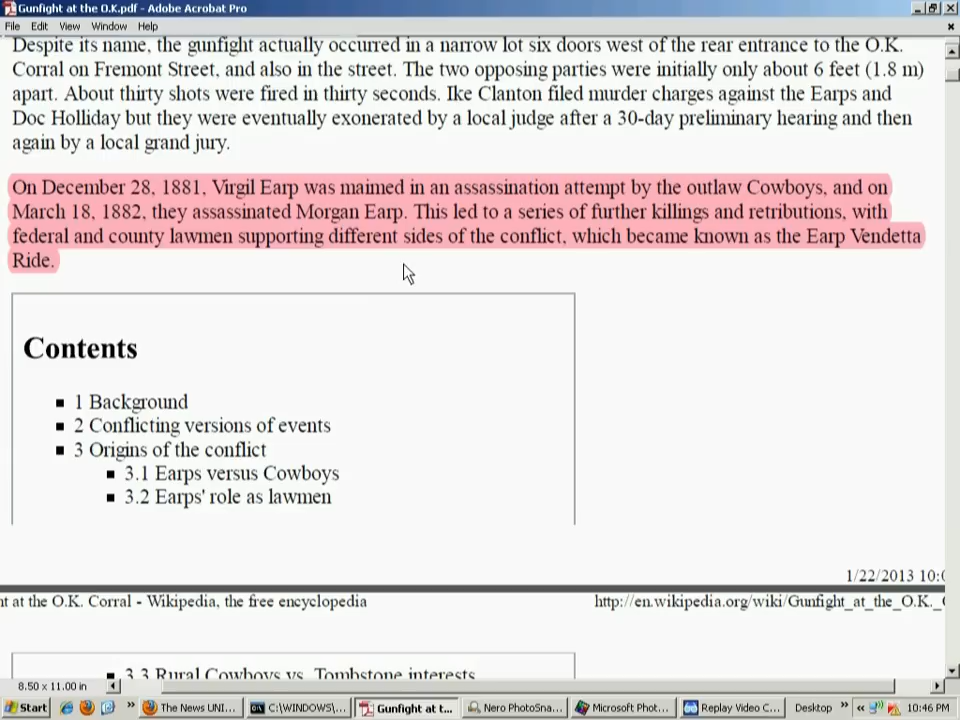 Gunfight at the O.K.pdf - Adobe Acrobat Pro
File Edit View Window Help
Despite its name, the gunfight actually occurred in a narrow lot six doors west of the rear entrance to the O.K.
Corral on Fremont Street, and also in the street. The two opposing parties were initially only about 6 feet (1.8 m)
apart. About thirty shots were fired in thirty seconds. Ike Clanton filed murder charges against the Earps and
Doc Holliday but they were eventually exonerated by a local judge after a 30-day preliminary hearing and then
again by a local grand jury.
On December 28, 1881, Virgil Earp was maimed in an assassination attempt by the outlaw Cowboys, and on
March 18, 1882, they assassinated Morgan Earp. This led to a series of further killings and retributions, with
federal and county lawmen supporting different sides of the conflict, which became known as the Earp Vendetta
Ride.
Contents
1 Background
2 Conflicting versions of events
3 Origins of the conflict
3.1 Earps versus Cowboys
3.2 Earps' role as lawmen
1/22/2013 10:
ht at the O.K. Corral - Wikipedia, the free encyclopedia http://en.wikipedia.org/wiki/Gunfight_at_the_O.K._
3.3 Rural Cowboys vs. Tombstone interests
8.50 x 11.00 in
Start The News UNI... C:\WINDOWS\... Gunfight at t... Nero PhotoSna... Microsoft Phot... Replay Video C... Desktop 10:46 PM